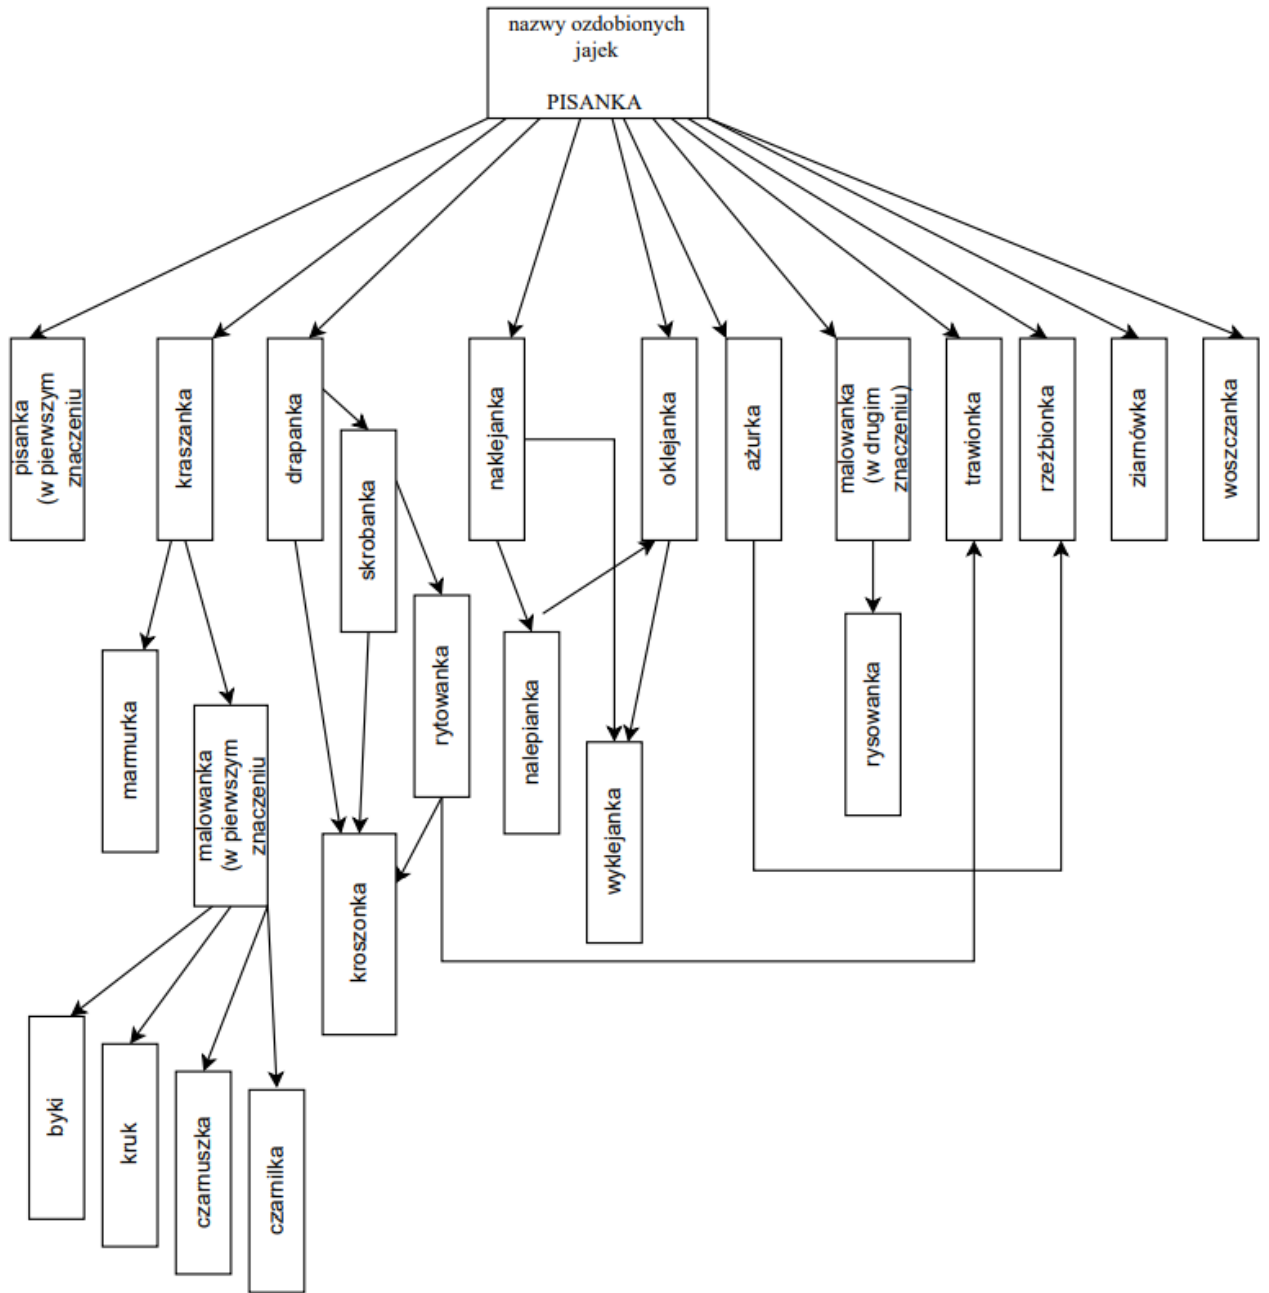 nazwy ozdobionych
jajek
PISANKA
pisanka
(w pierwszym
znaczeniu
kraszanka
drapanka
skrobanka
naklejanka
oklejanka
ażurka
malowanka
(w drugim
znaczeniu)
trawionka
rzeźbionka
ziarnówka
woszczanka
marmurka
malowanka
(w pierwszym
znaczeniu
rytowanka
nalepianka
wyklejanka
rysowanka
kroszonka
byki
kruk
czarnuszka
czarnilka